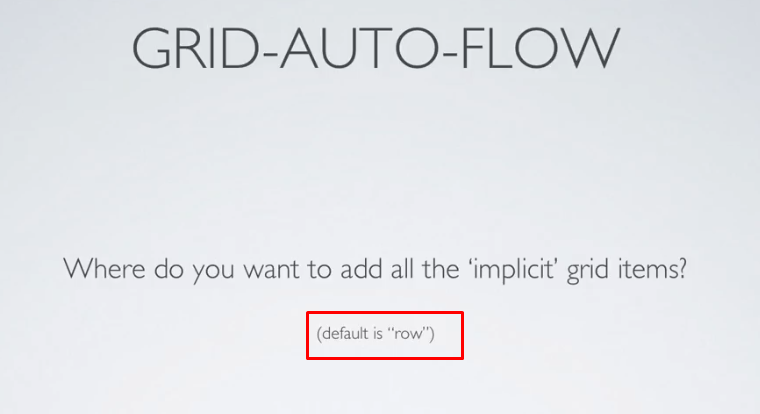 GRID-AUTO-FLOW
Where do you want to add all the ‘implicit’ grid items?
(default is “row”)